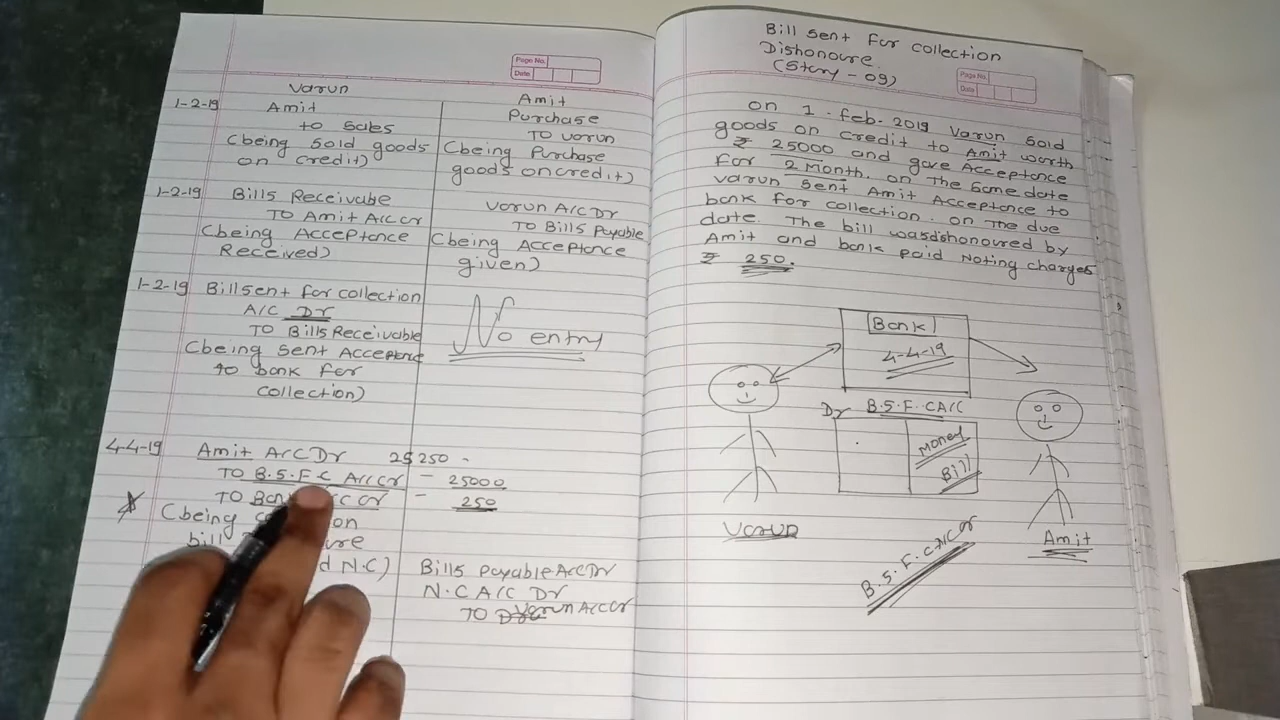 Page No.
Date
Varun
1-2-19 Amit
to sales
(being sold goods
on credit)
1-2-19 Bills Receivable
TO Amit A/C Cr
(being Acceptance
Received)
1-2-19 Bill sent for collection
A/C Dr
TO Bills Receivable
(being sent Acceptance
to bank for
collection)
4-4-19 Amit A/C Dr 25250 -
TO B.S.F.C A/C Cr - 25000
TO Bank A/C Cr - 250
(being on
bill
N.C)
Amit
Purchase
TO Varun
(being Purchase
goods on credit)
Varun A/C Dr
TO Bills Payable
(being Acceptance
given)
No entry
Bills Payable A/C Dr
N.C A/C Dr
TO Varun A/C Cr
Bill sent for collection
Dishonoure
(Story - 09)
Page No.
Date
on 1. feb. 2019 Varun sold
goods on credit to Amit worth
₹ 25000 and gave Acceptance
for 2 Month. on the same date
varun sent Amit Acceptance to
bank for collection. on the due
date. The bill was dshonoured by
Amit and bank paid Noting charges
₹ 250.
Bank
4-4-19
Dr B.S.F.C A/C
Money
Bill
Varun
Amit
B.S.F.C A/C Cr